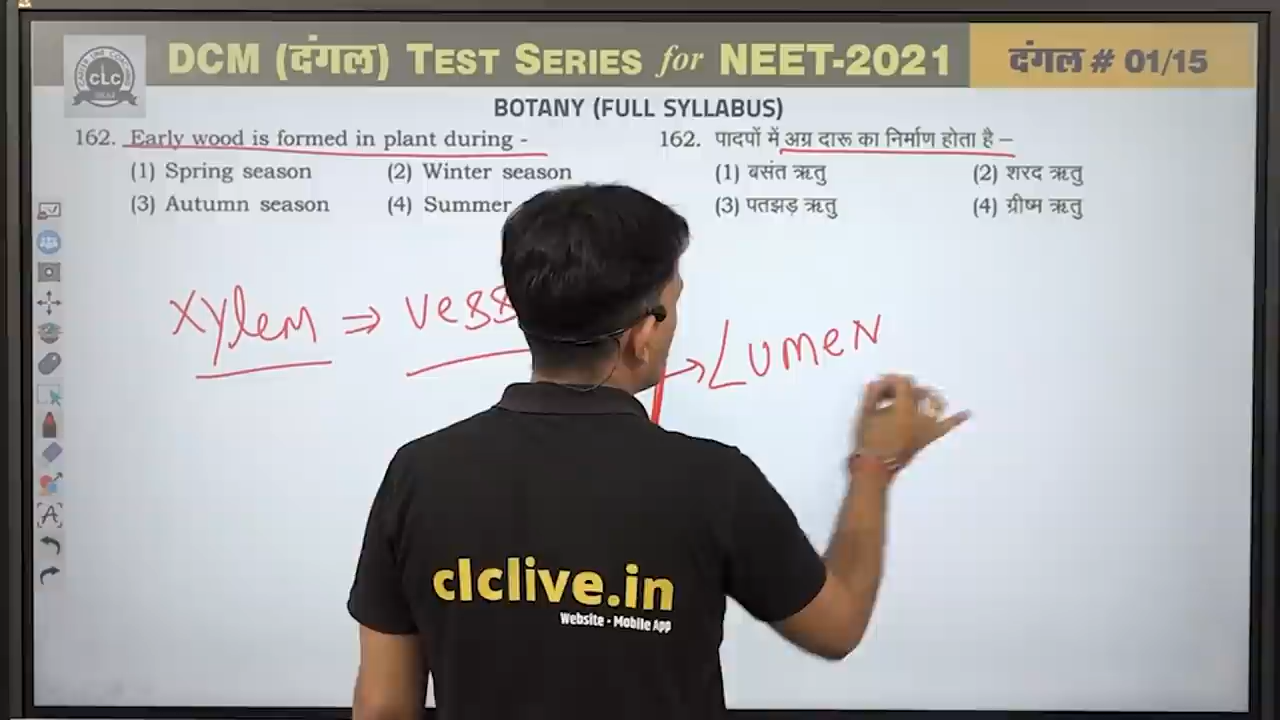 DCM (दंगल) TEST SERIES for NEET-2021
दंगल # 01/15
CLC
BOTANY (FULL SYLLABUS)
162. Early wood is formed in plant during -
(1) Spring season (2) Winter season
(3) Autumn season (4) Summer
162. पादपों में अग्र दारू का निर्माण होता है –
(1) बसंत ऋतु (2) शरद ऋतु
(3) पतझड़ ऋतु (4) ग्रीष्म ऋतु
Xylem ⇒ Vess
→ Lumen
clclive.in
Website - Mobile App